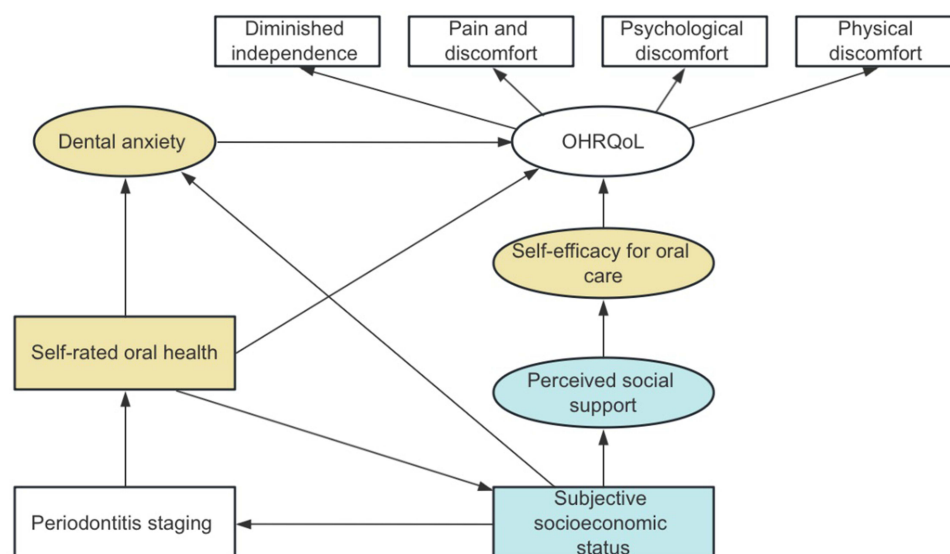 Diminished
independence
Pain and
discomfort
Psychological
discomfort
Physical
discomfort
Dental anxiety
OHRQoL
Self-efficacy for oral
care
Self-rated oral health
Perceived social
support
Periodontitis staging
Subjective
socioeconomic
status